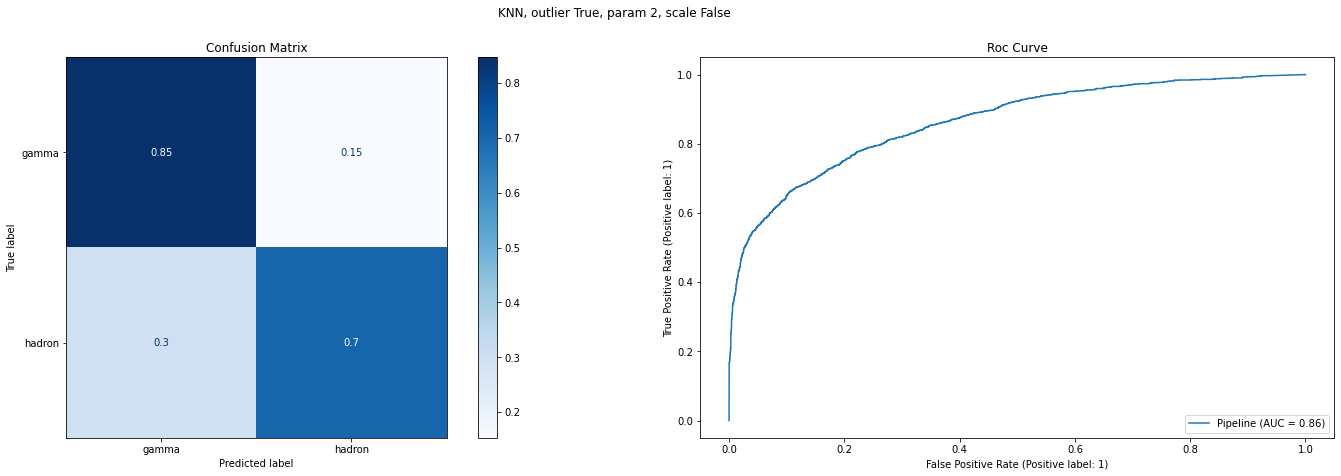 KNN, outlier True, param 2, scale False
Confusion Matrix
True label
gamma
hadron
0.85
0.15
0.3
0.7
gamma
hadron
Predicted label
0.8
0.7
0.6
0.5
0.4
0.3
0.2
Roc Curve
True Positive Rate (Positive label: 1)
1.0
0.8
0.6
0.4
0.2
0.0
Pipeline (AUC = 0.86)
0.0
0.2
0.4
0.6
0.8
1.0
False Positive Rate (Positive label: 1)